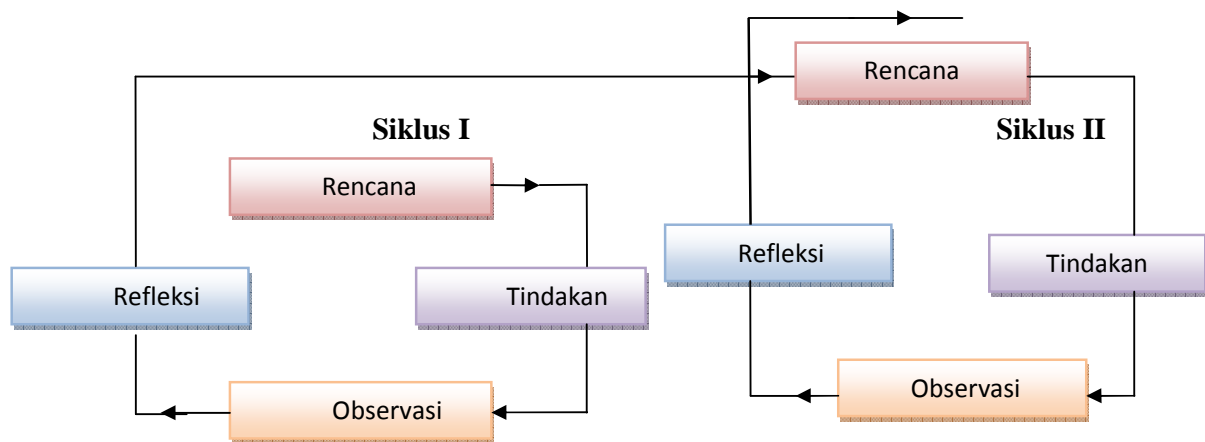 Siklus I
Rencana
Tindakan
Observasi
Refleksi
Siklus II
Rencana
Tindakan
Observasi
Refleksi